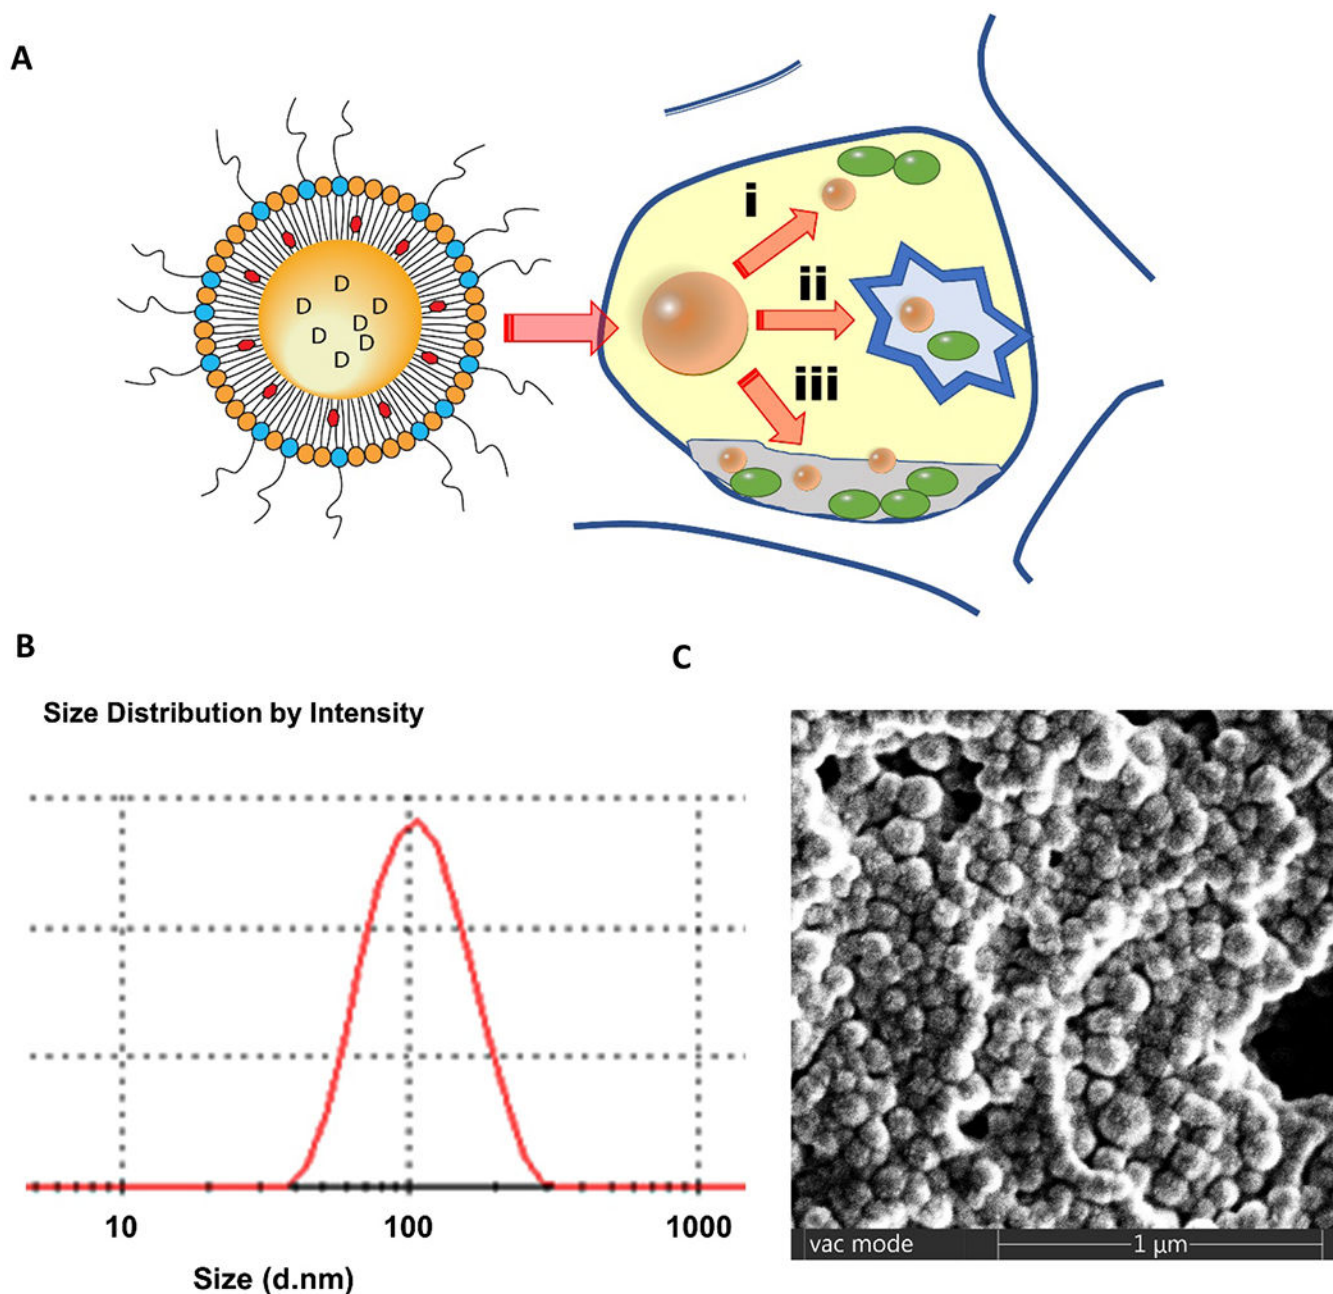 A
D
D
D
D
D
D
D
i
ii
iii
B
Size Distribution by Intensity
10
100
1000
Size (d.nm)
C
vac mode
1 µm